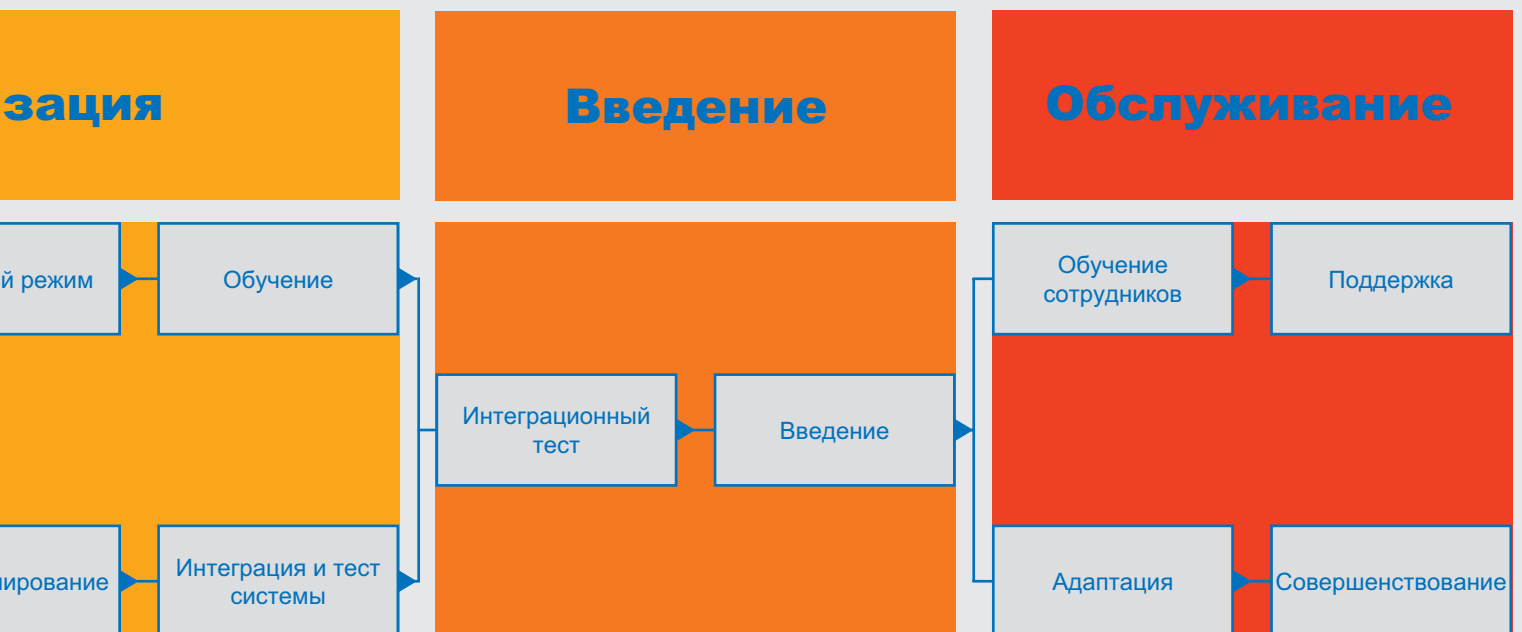 зация
Введение
Обслуживание
й режим
Обучение
Обучение
сотрудников
Поддержка
Интеграционный
тест
Введение
ирование
Интеграция и тест
системы
Адаптация
Совершенствование